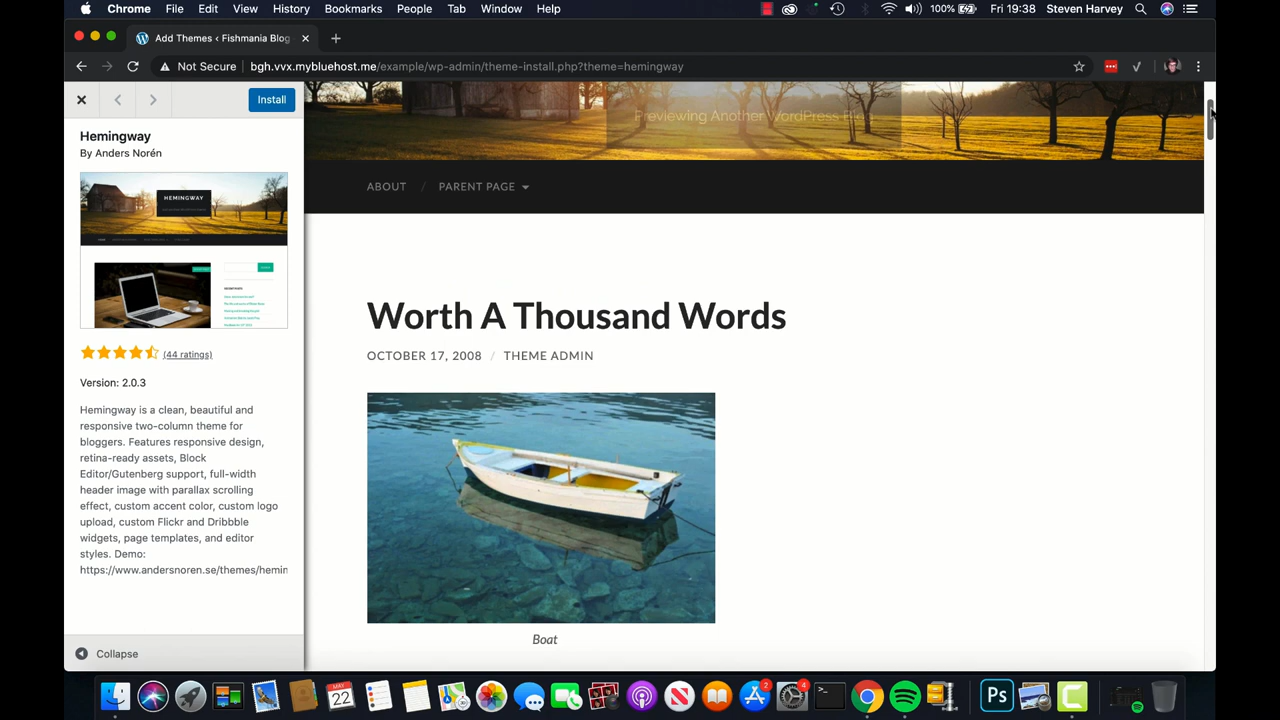 Chrome File Edit View History Bookmarks People Tab Window Help 100% Fri 19:38 Steven Harvey
Add Themes ‹ Fishmania Blog
Not Secure bgh.vvx.mybluehost.me/example/wp-admin/theme-install.php?theme=hemingway
Install
Hemingway
By Anders Norén
HEMINGWAY
(44 ratings)
Version: 2.0.3
Hemingway is a clean, beautiful and
responsive two-column theme for
bloggers. Features responsive design,
retina-ready assets, Block
Editor/Gutenberg support, full-width
header image with parallax scrolling
effect, custom accent color, custom logo
upload, custom Flickr and Dribbble
widgets, page templates, and editor
styles. Demo:
https://www.andersnoren.se/themes/hemin
Collapse
Previewing Another WordPress Blog
ABOUT / PARENT PAGE
Worth A Thousand Words
OCTOBER 17, 2008 / THEME ADMIN
Boat
MAY
22
2
4
Ps